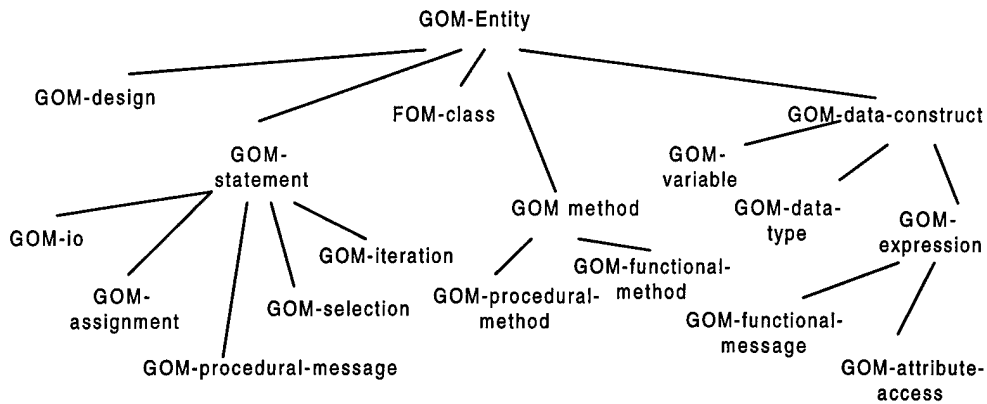 GOM-Entity
GOM-design
FOM-class
GOM-data-construct
GOM-
statement
GOM-
variable
GOM method
GOM-data-
type
GOM-
expression
GOM-io
GOM-iteration
GOM-functional-
method
GOM-
assignment
GOM-selection
GOM-procedural-
method
GOM-functional-
message
GOM-procedural-message
GOM-attribute-
access